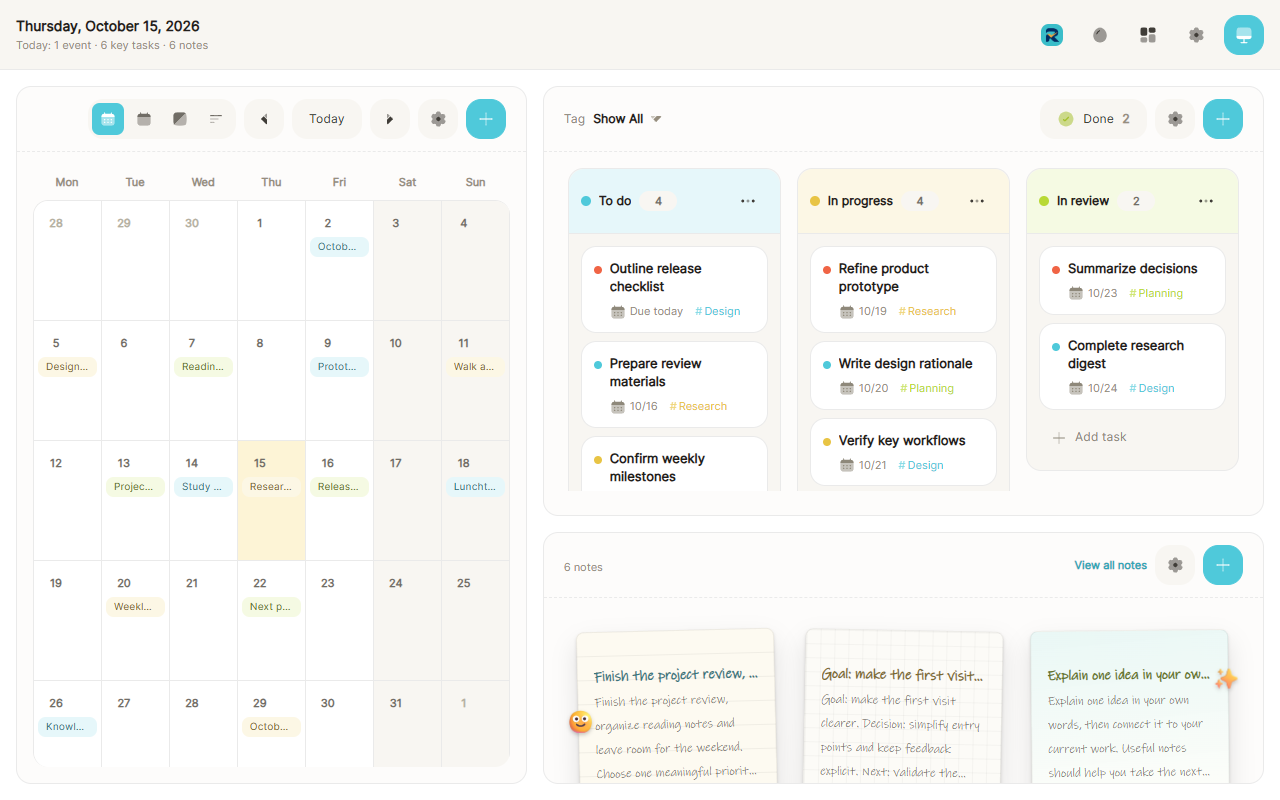 Thursday, October 15, 2026
Today: 1 event · 6 key tasks · 6 notes
Today
Mon Tue Wed Thu Fri Sat Sun
28 29 30 1 2 3 4
Octob...
5 6 7 8 9 10 11
Design... Readin... Protot... Walk a...
12 13 14 15 16 17 18
Projec... Study ... Resear... Releas... Luncht...
19 20 21 22 23 24 25
Weekl... Next p...
26 27 28 29 30 31 1
Knowl... Octob...
Tag Show All
Done 2
To do 4
Outline release
checklist
Due today #Design
Prepare review
materials
10/16 #Research
Confirm weekly
milestones
In progress 4
Refine product
prototype
10/19 #Research
Write design rationale
10/20 #Planning
Verify key workflows
10/21 #Design
In review 2
Summarize decisions
10/23 #Planning
Complete research
digest
10/24 #Design
Add task
6 notes
View all notes
Finish the project review, ...
Finish the project review,
organize reading notes and
leave room for the weekend.
Choose one meaningful priorit...
Goal: make the first visit...
Goal: make the first visit
clearer. Decision: simplify entry
points and keep feedback
explicit. Next: validate the...
Explain one idea in your ow...
Explain one idea in your own
words, then connect it to your
current work. Useful notes
should help you take the next...